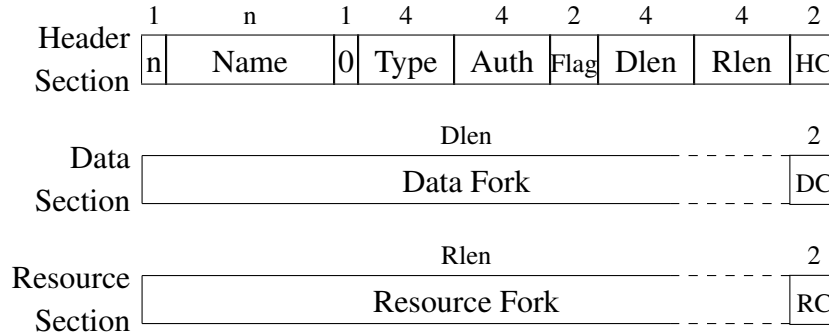 1 n 1 4 4 2 4 4 2
Header Section n Name 0 Type Auth Flag Dlen Rlen HC
Dlen 2
Data Section Data Fork DC
Rlen 2
Resource Section Resource Fork RC